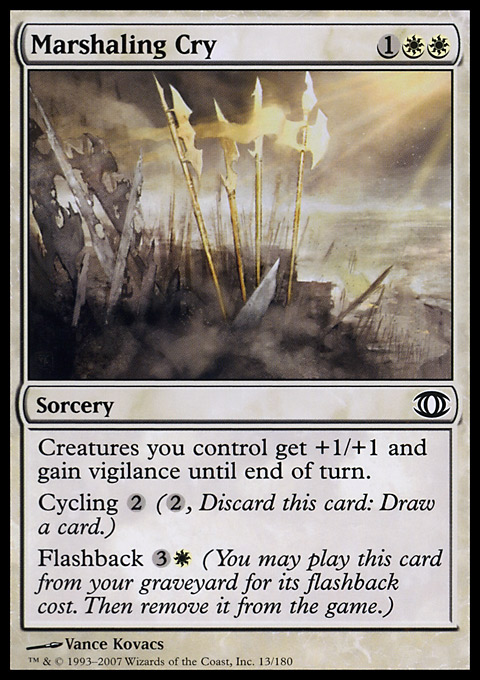 Marshaling Cry 1
Sorcery
Creatures you control get +1/+1 and
gain vigilance until end of turn.
Cycling 2 (2, Discard this card: Draw
a card.)
Flashback 3 (You may play this card
from your graveyard for its flashback
cost. Then remove it from the game.)
Vance Kovacs
™ & © 1993–2007 Wizards of the Coast, Inc. 13/180